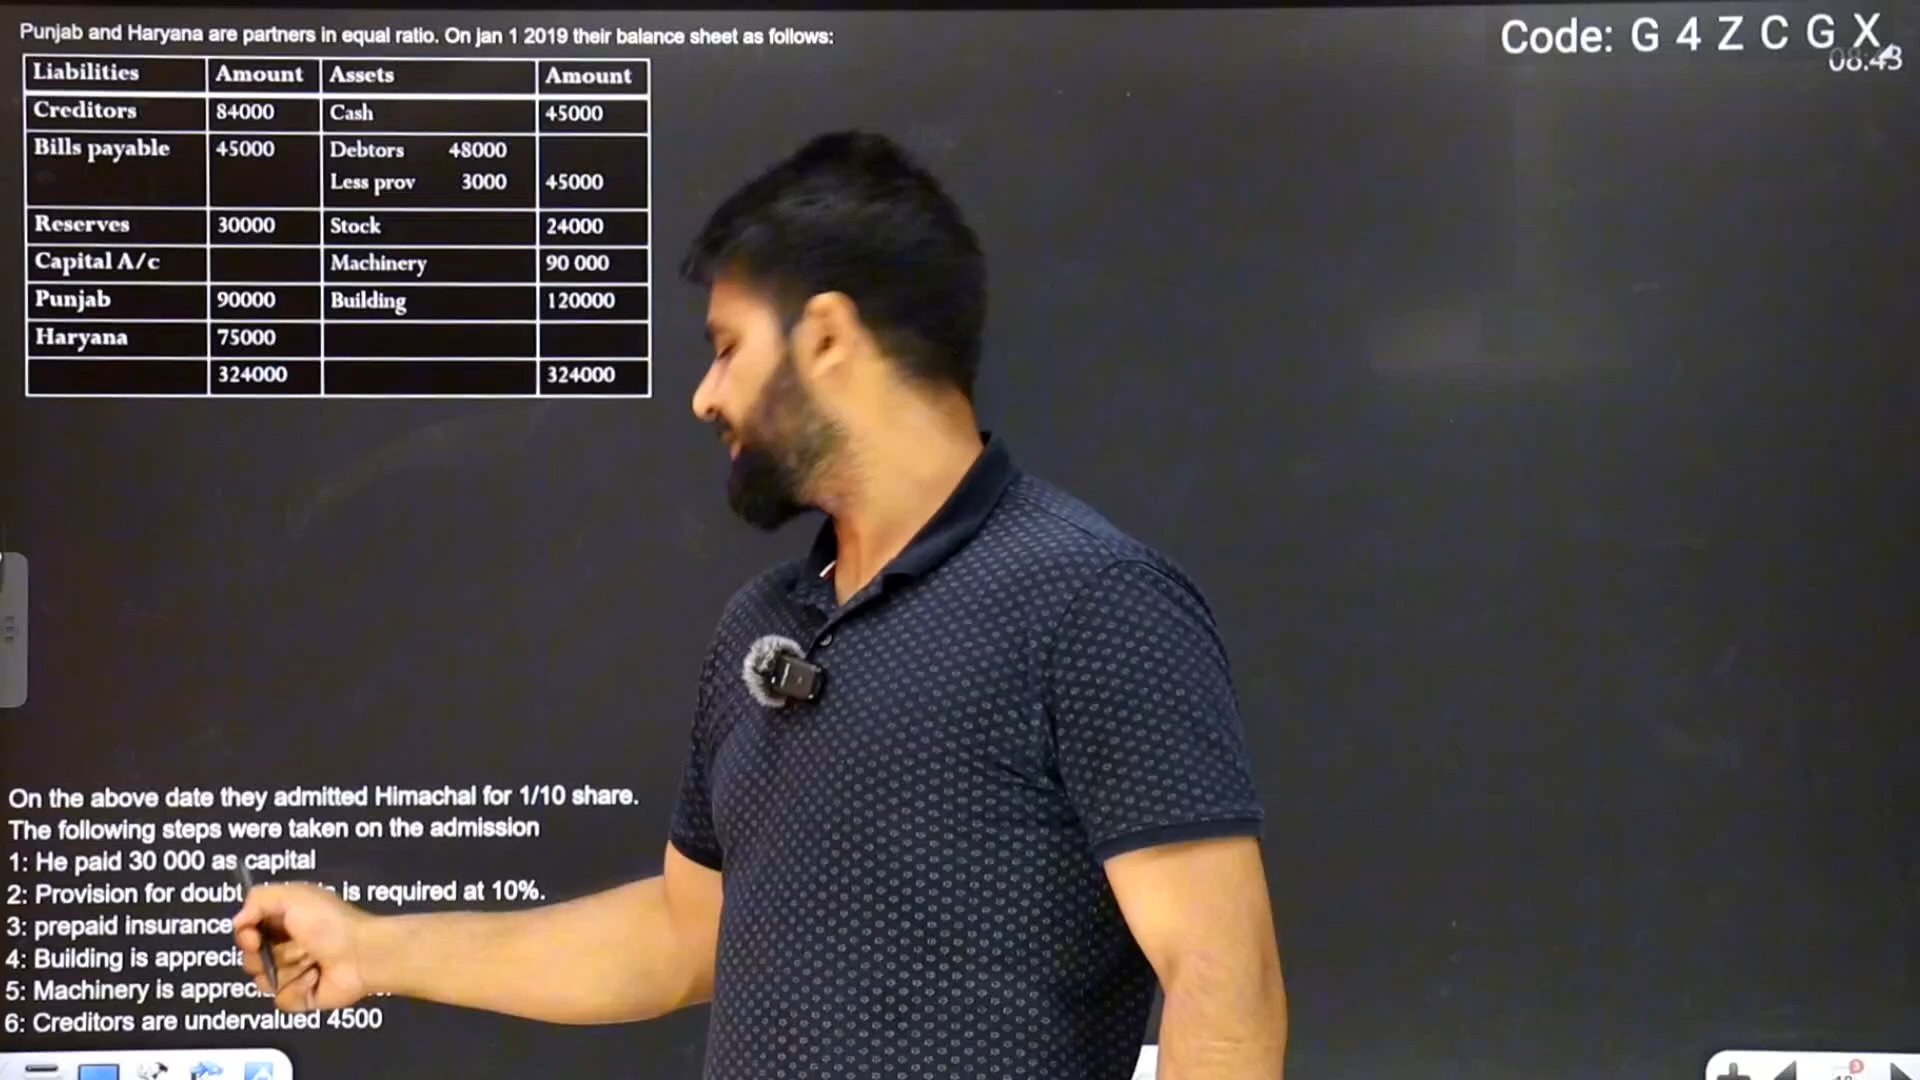 Punjab and Haryana are partners in equal ratio. On jan 1 2019 their balance sheet as follows:
Code: G 4 Z C G X
08:43
Liabilities Amount Assets Amount
Creditors 84000 Cash 45000
Bills payable 45000 Debtors 48000
Less prov 3000 45000
Reserves 30000 Stock 24000
Capital A/c Machinery 90 000
Punjab 90000 Building 120000
Haryana 75000
324000 324000
On the above date they admitted Himachal for 1/10 share.
The following steps were taken on the admission
1: He paid 30 000 as capital
2: Provision for is required at 10%.
3: prepaid insurance
4: Building is
5: Machinery is
6: Creditors are undervalued 4500